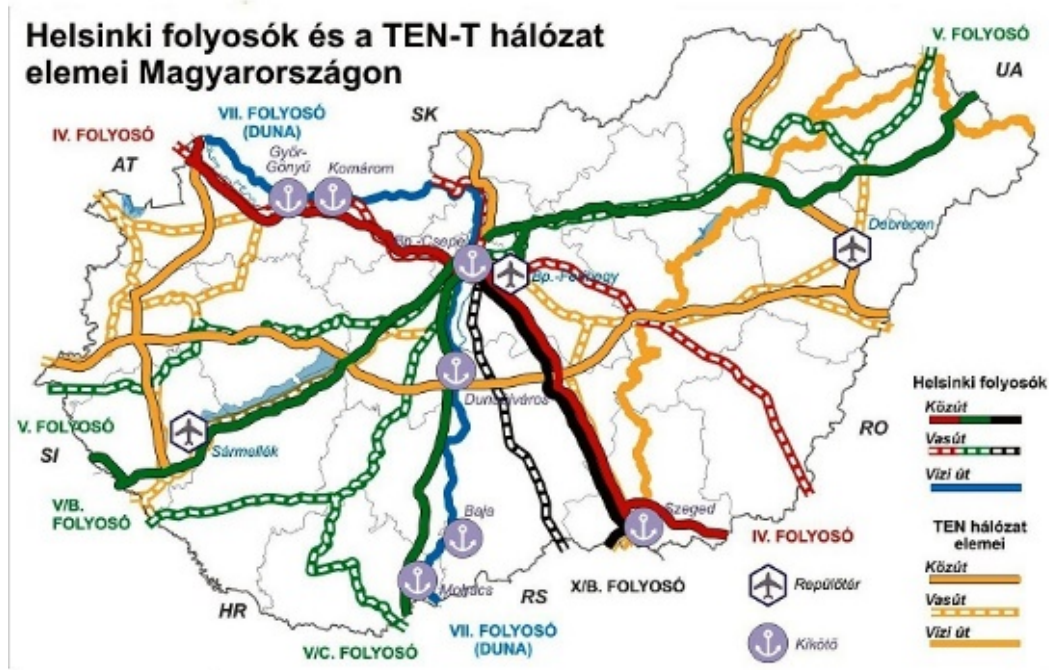 Helsinki folyosók és a TEN-T hálózat
elemei Magyarországon
V. FOLYOSÓ
UA
VII. FOLYOSÓ
(DUNA)
SK
IV. FOLYOSÓ
AT
Győr-
Gönyű
Komárom
Bp.-Csepel
Bp.-Ferihegy
Debrecen
Dunaújváros
Helsinki folyosók
Közút
Vasút
Vízi út
V. FOLYOSÓ
SI
Sármellék
RO
V/B.
FOLYOSÓ
Baja
Szeged
IV. FOLYOSÓ
TEN hálózat
elemei
Közút
Vasút
Vízi út
X/B. FOLYOSÓ
Repülőtér
Mohács
HR
RS
VII. FOLYOSÓ
(DUNA)
V/C. FOLYOSÓ
Kikötő